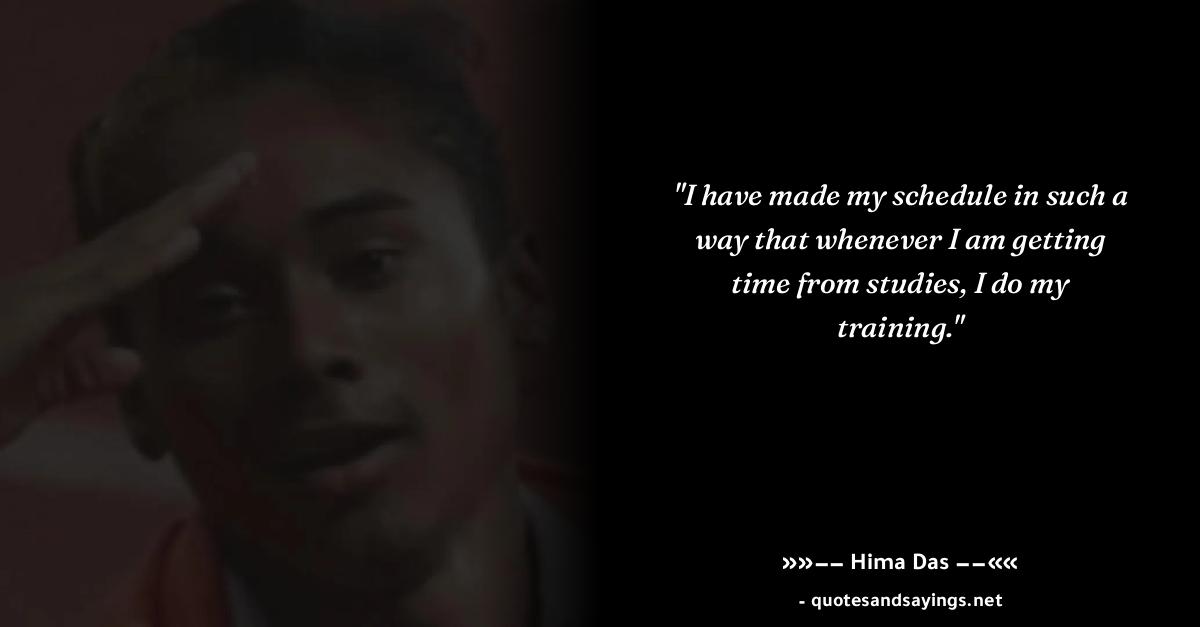 "I have made my schedule in such a
way that whenever I am getting
time from studies, I do my
training."
»»−− Hima Das −−««
- quotesandsayings.net